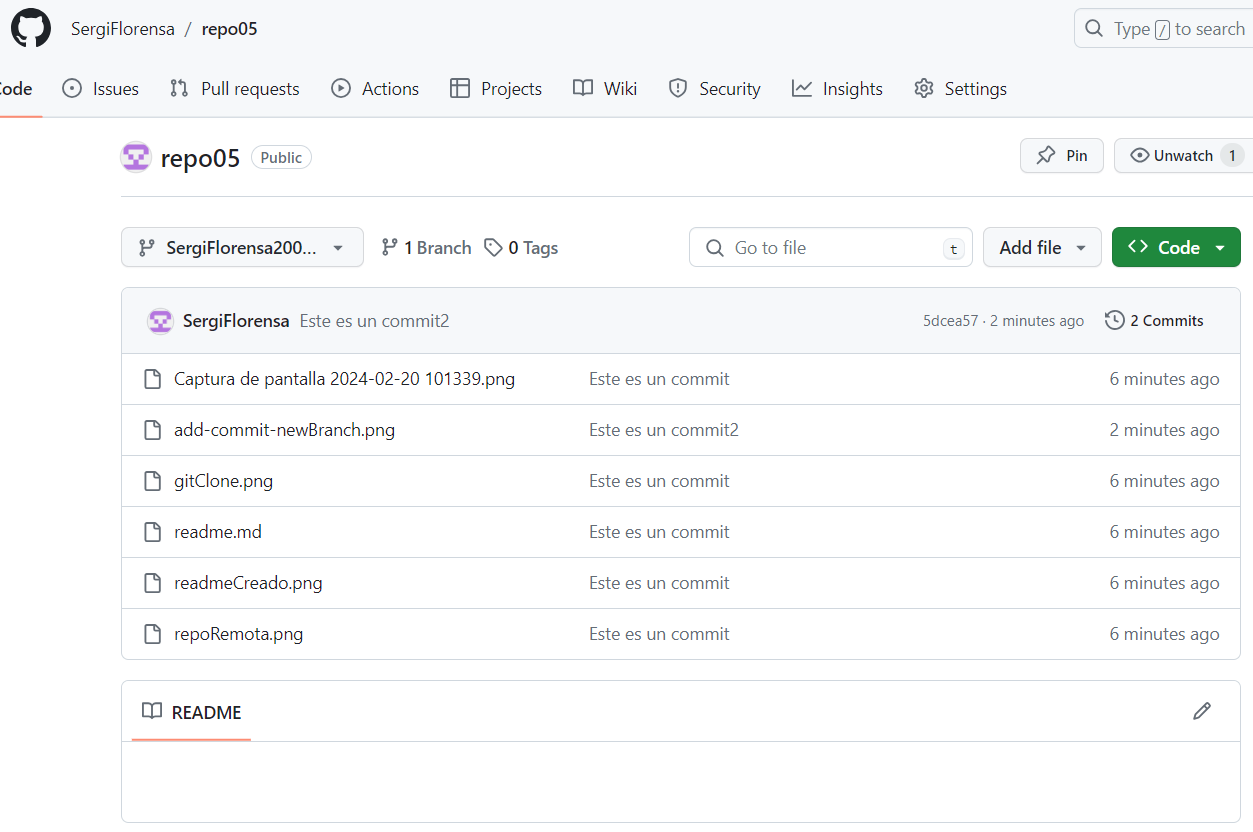 SergiFlorensa / repo05 Type / to search
Code Issues Pull requests Actions Projects Wiki Security Insights Settings
repo05 Public Pin Unwatch 1
SergiFlorensa200... 1 Branch 0 Tags Go to file t Add file Code
SergiFlorensa Este es un commit2 5dcea57 · 2 minutes ago 2 Commits
Captura de pantalla 2024-02-20 101339.png Este es un commit 6 minutes ago
add-commit-newBranch.png Este es un commit2 2 minutes ago
gitClone.png Este es un commit 6 minutes ago
readme.md Este es un commit 6 minutes ago
readmeCreado.png Este es un commit 6 minutes ago
repoRemota.png Este es un commit 6 minutes ago
README